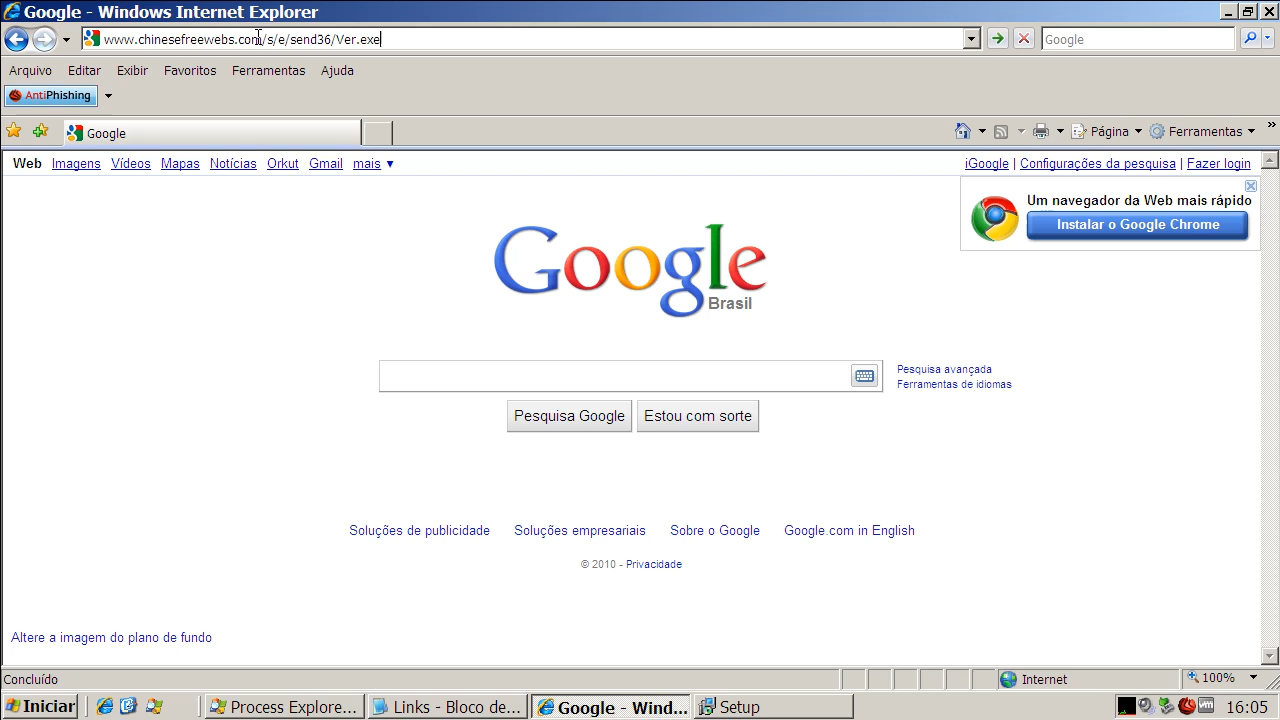 Google - Windows Internet Explorer
www.chinesefreewebs.com/s/e/send36/Ver.exe
Google
Arquivo Editar Exibir Favoritos Ferramentas Ajuda
AntiPhishing
Google
Página Ferramentas »
Web Imagens Vídeos Mapas Notícias Orkut Gmail mais ▼
iGoogle | Configurações da pesquisa | Fazer login
Um navegador da Web mais rápido
Instalar o Google Chrome
Google
Brasil
Pesquisa avançada
Ferramentas de idiomas
Pesquisa Google Estou com sorte
Soluções de publicidade Soluções empresariais Sobre o Google Google.com in English
© 2010 - Privacidade
Altere a imagem do plano de fundo
Concluído
Internet
100%
Iniciar
Process Explore...
Links - Bloco de...
Google - Wind...
Setup
16:05